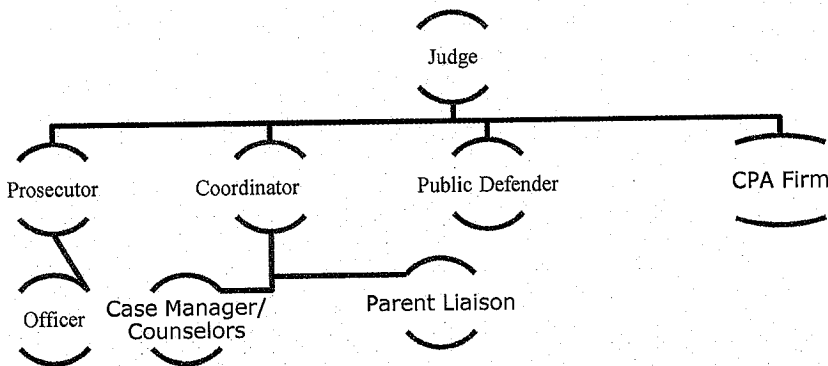 Judge
Prosecutor
Coordinator
Public Defender
CPA Firm
Officer
Case Manager/
Counselors
Parent Liaison